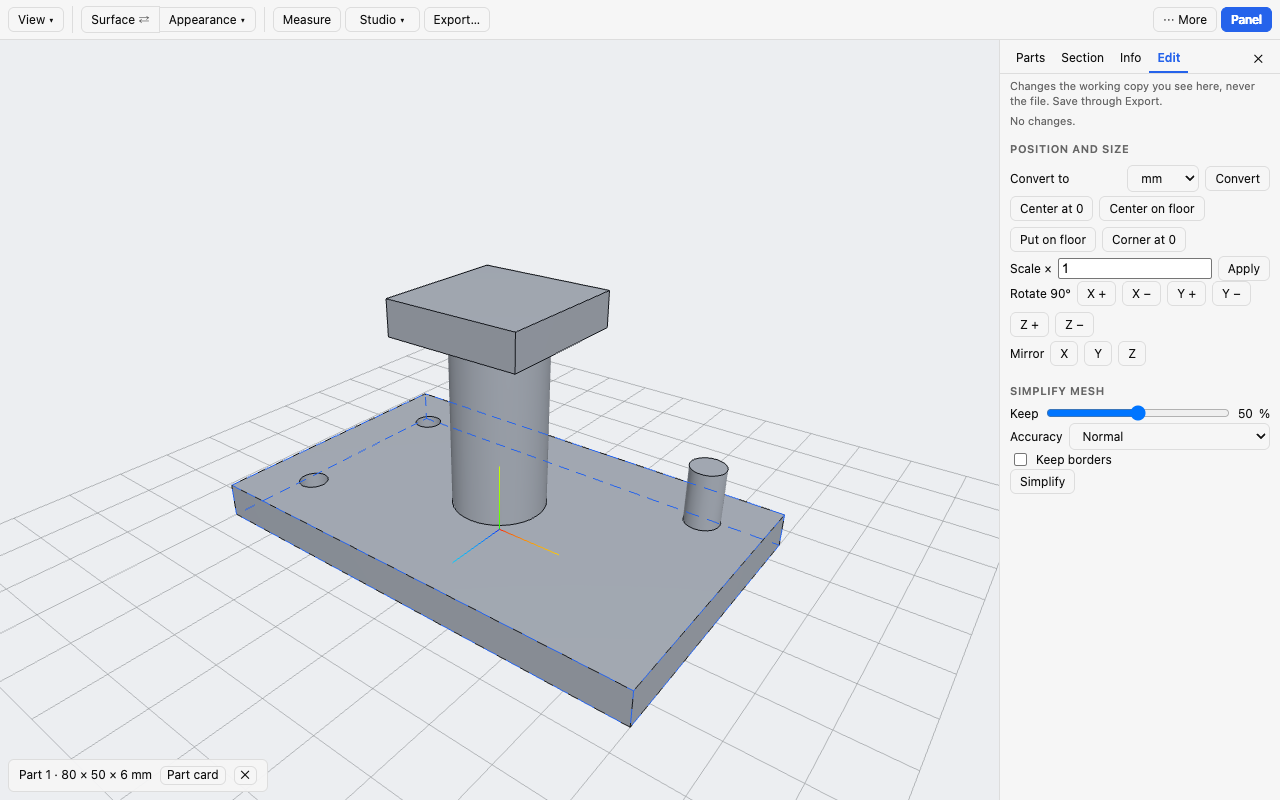 View ▾
Surface ⇄ Appearance ▾
Measure
Studio ▾
Export…
··· More
Panel
Parts Section Info Edit ×
Changes the working copy you see here, never
the file. Save through Export.
No changes.
POSITION AND SIZE
Convert to mm Convert
Center at 0 Center on floor
Put on floor Corner at 0
Scale × 1 Apply
Rotate 90° X + X − Y + Y −
Z + Z −
Mirror X Y Z
SIMPLIFY MESH
Keep 50 %
Accuracy Normal
Keep borders
Simplify
Part 1 · 80 × 50 × 6 mm Part card ✕